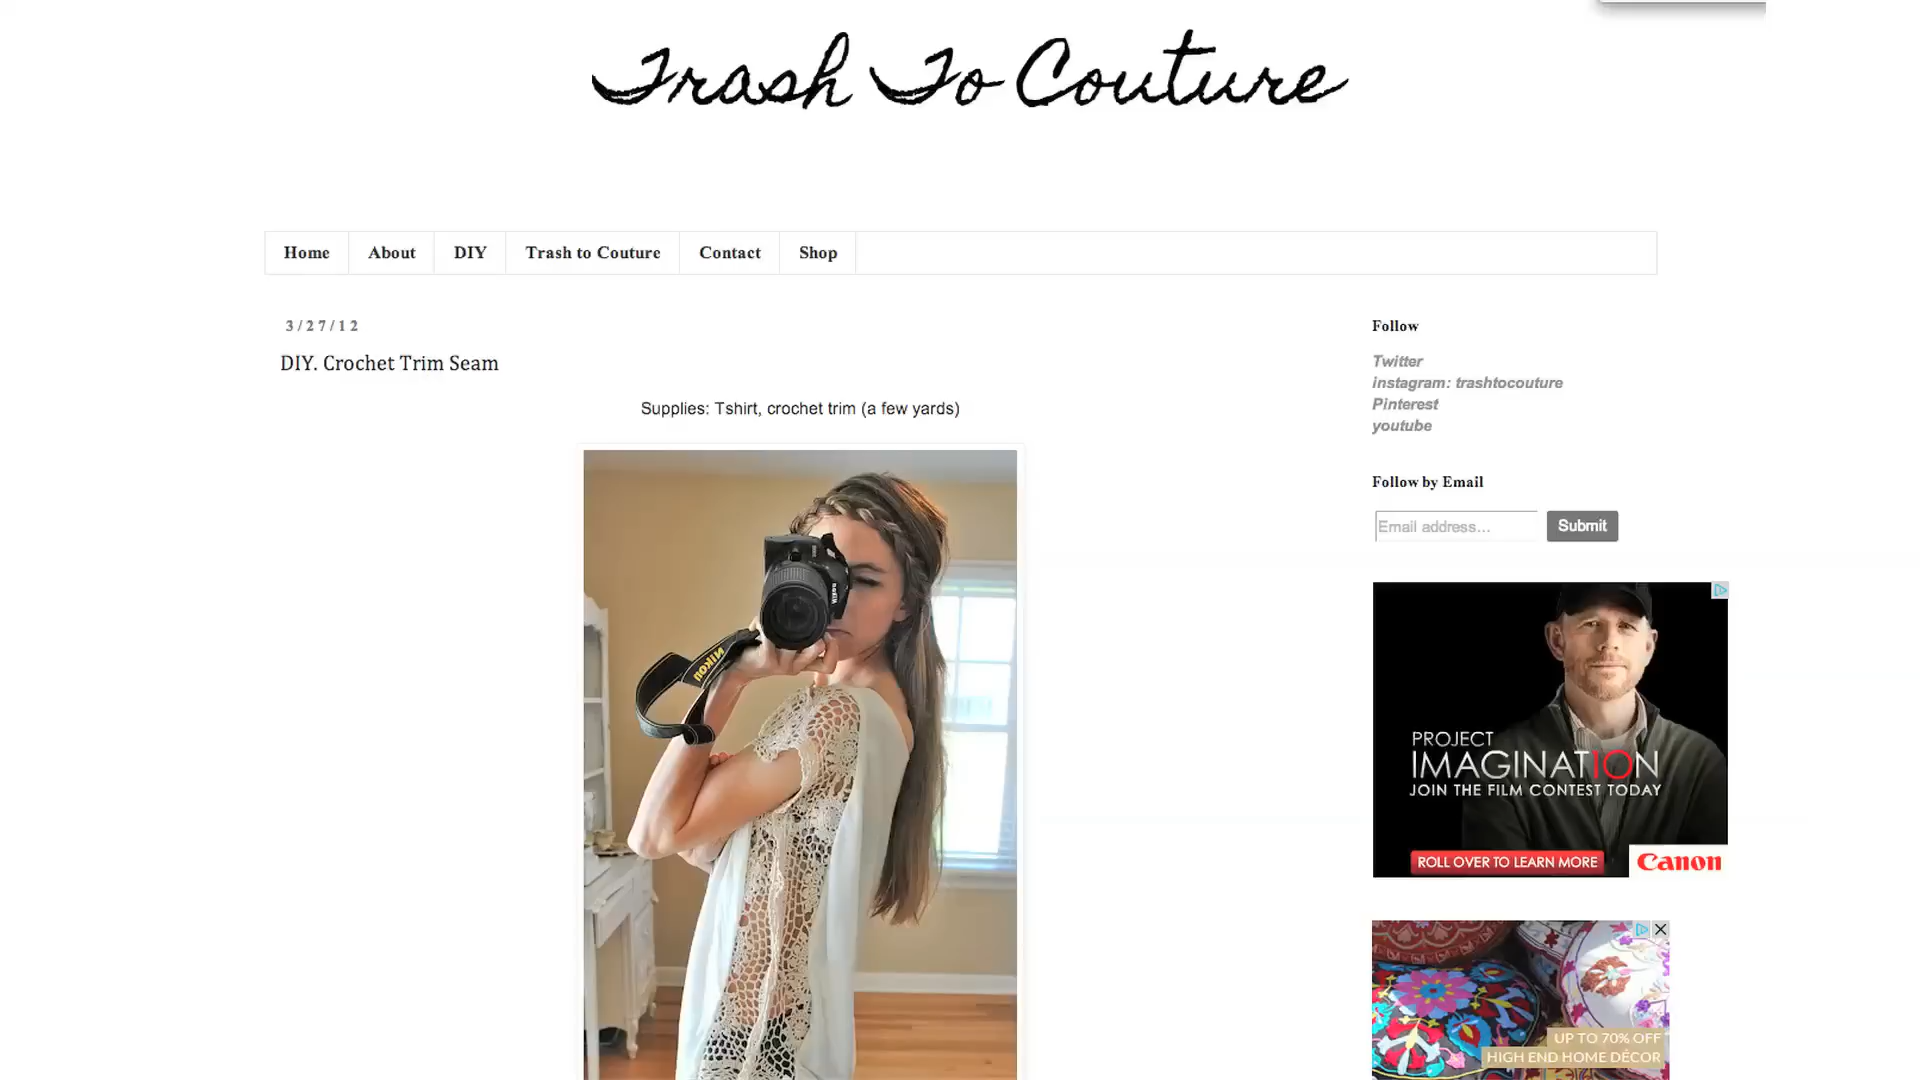 Trash To Couture
Home
About
DIY
Trash to Couture
Contact
Shop
3/27/12
DIY. Crochet Trim Seam
Supplies: Tshirt, crochet trim (a few yards)
NIKON
Follow
Twitter
instagram: trashtocouture
Pinterest
youtube
Follow by Email
Email address...
Submit
PROJECT
IMAGINATION
JOIN THE FILM CONTEST TODAY
ROLL OVER TO LEARN MORE
Canon
UP TO 70% OFF
HIGH END HOME DÉCOR